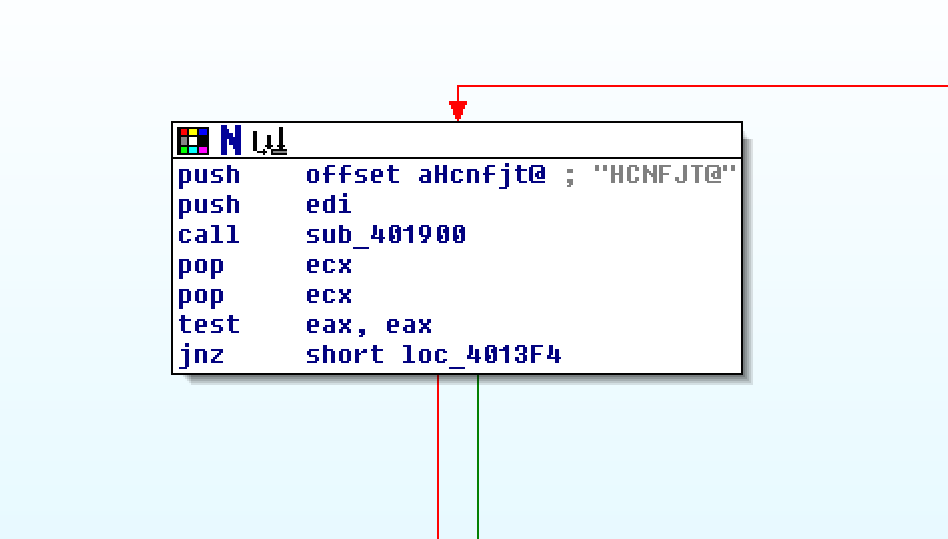 push offset aHcnfjt@ ; "HCNFJT@"
push edi
call sub_401900
pop ecx
pop ecx
test eax, eax
jnz short loc_4013F4